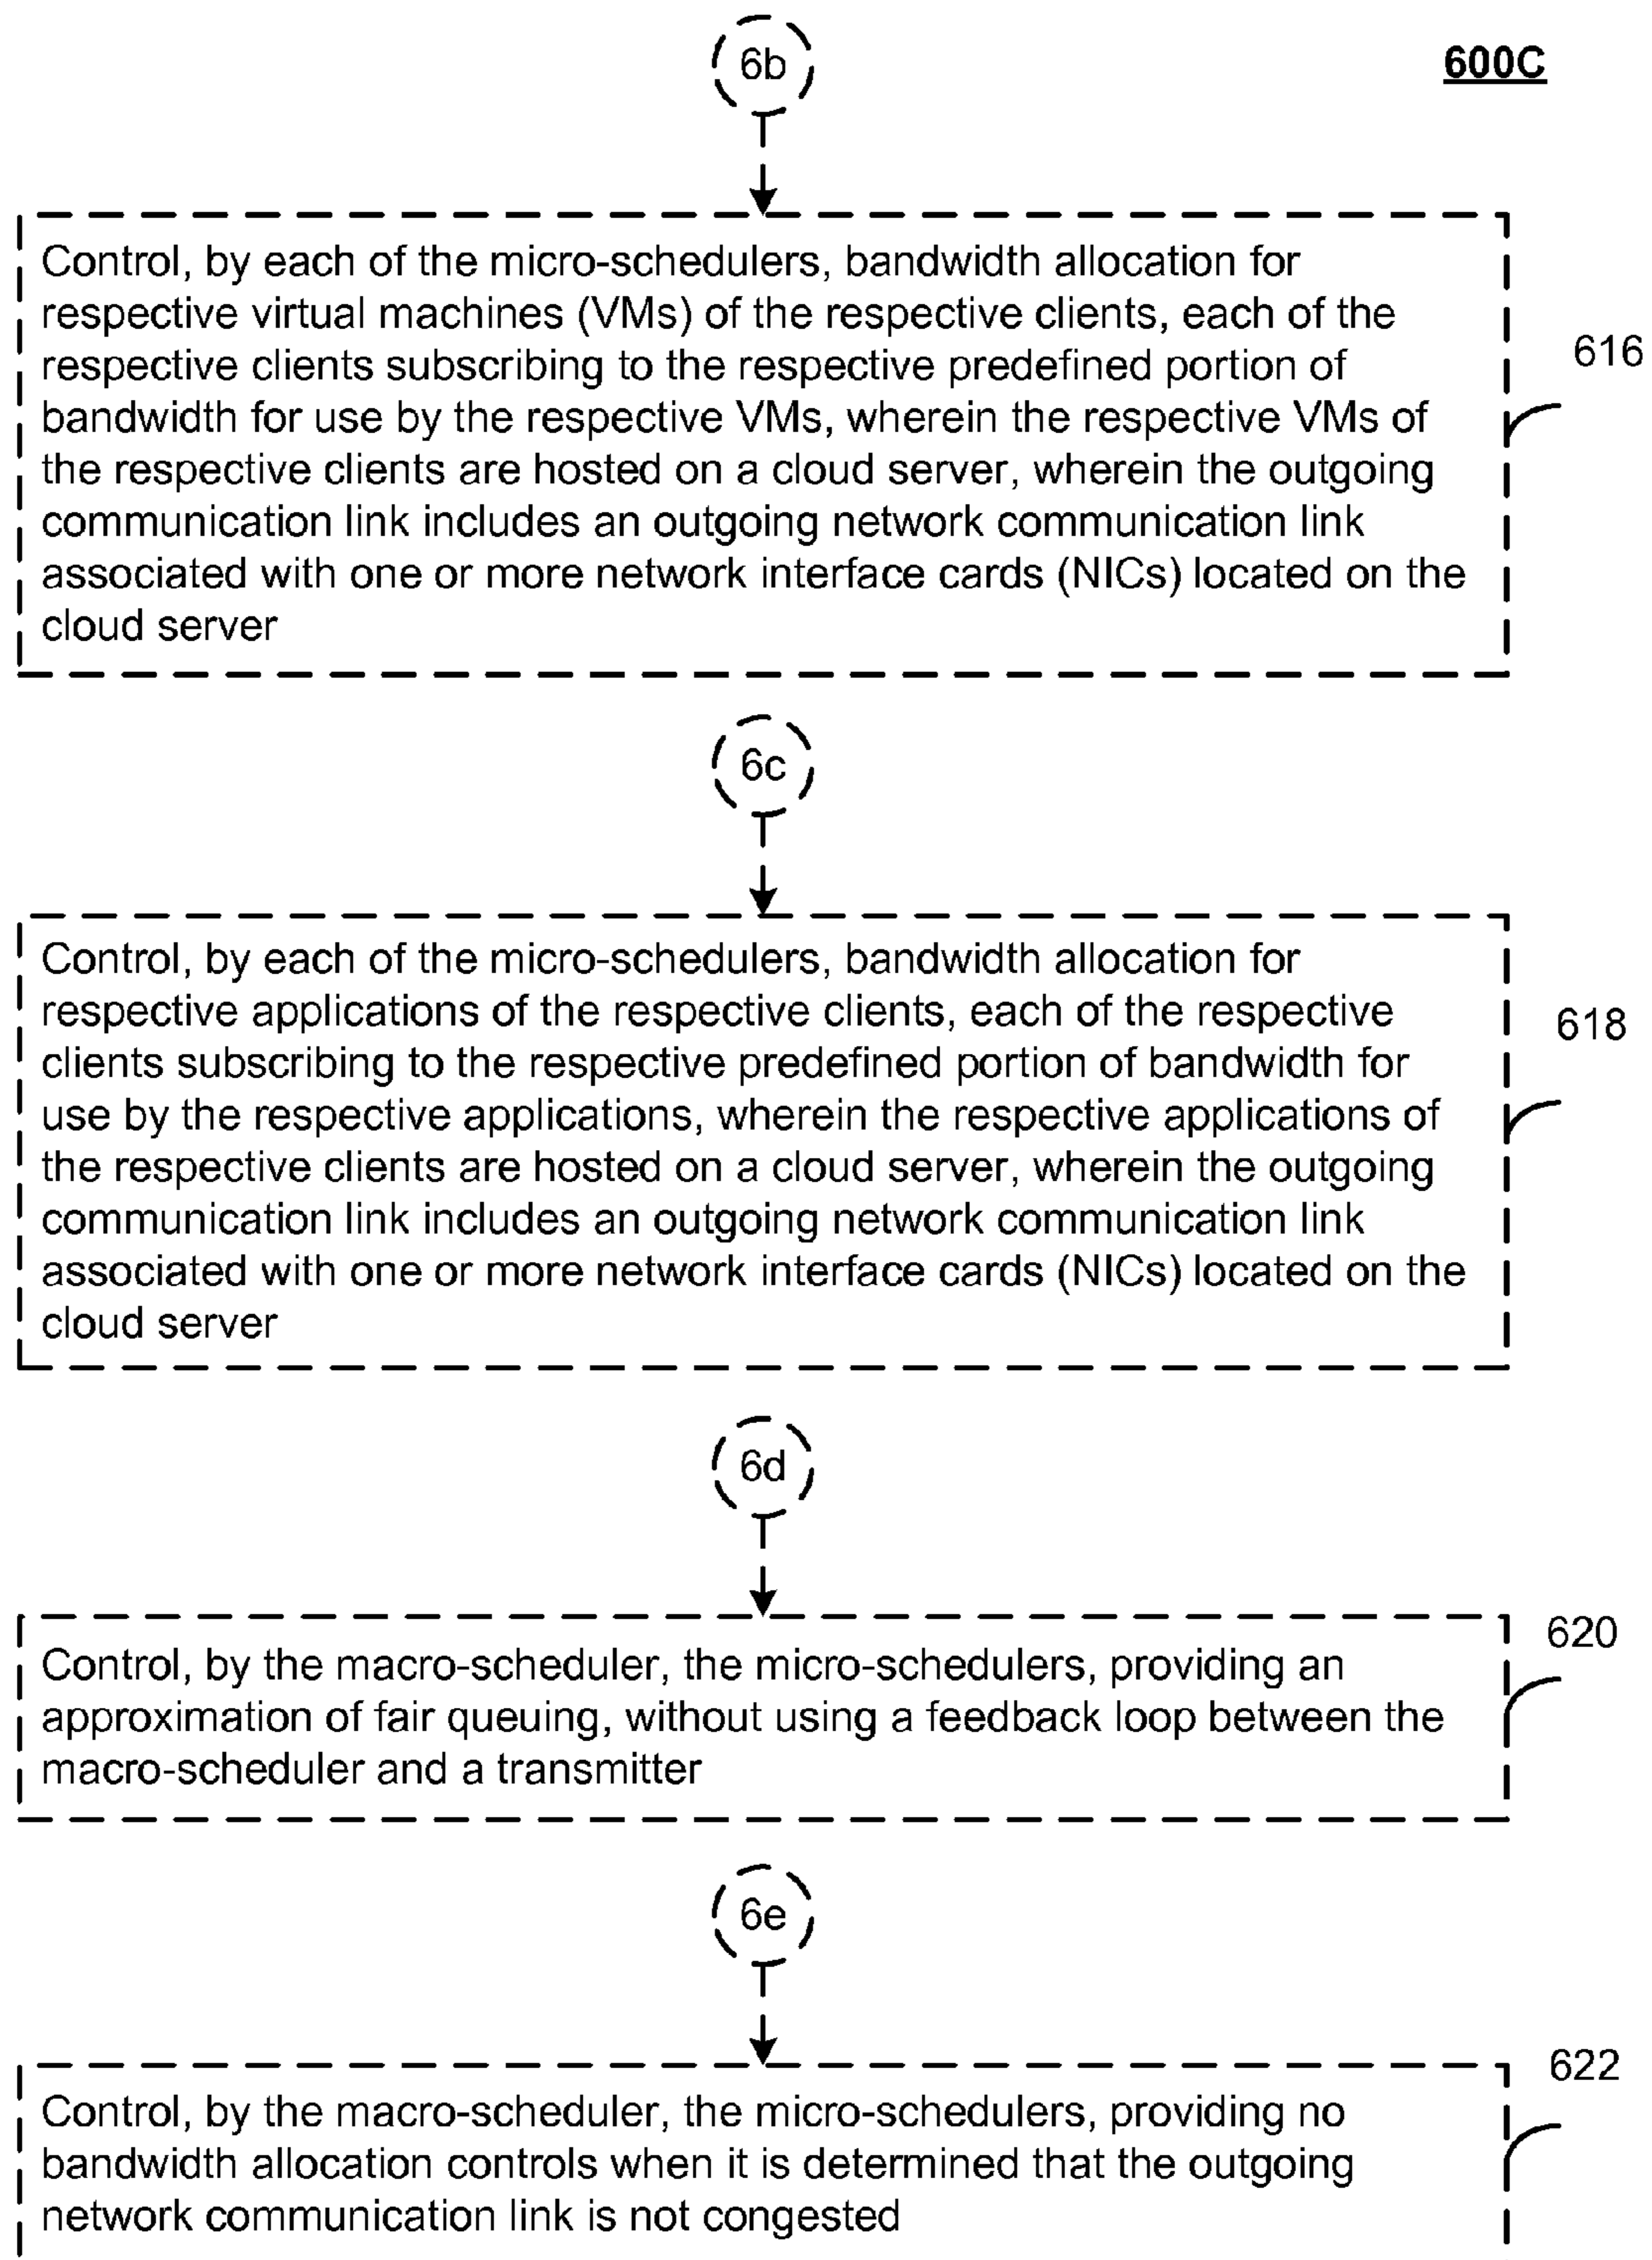 6b
600C
Control, by each of the micro-schedulers, bandwidth allocation for
respective virtual machines (VMs) of the respective clients, each of the
respective clients subscribing to the respective predefined portion of
bandwidth for use by the respective VMs, wherein the respective VMs of
the respective clients are hosted on a cloud server, wherein the outgoing
communication link includes an outgoing network communication link
associated with one or more network interface cards (NICs) located on the
cloud server
616
6c
Control, by each of the micro-schedulers, bandwidth allocation for
respective applications of the respective clients, each of the respective
clients subscribing to the respective predefined portion of bandwidth for
use by the respective applications, wherein the respective applications of
the respective clients are hosted on a cloud server, wherein the outgoing
communication link includes an outgoing network communication link
associated with one or more network interface cards (NICs) located on the
cloud server
618
6d
Control, by the macro-scheduler, the micro-schedulers, providing an
approximation of fair queuing, without using a feedback loop between the
macro-scheduler and a transmitter
620
6e
Control, by the macro-scheduler, the micro-schedulers, providing no
bandwidth allocation controls when it is determined that the outgoing
network communication link is not congested
622